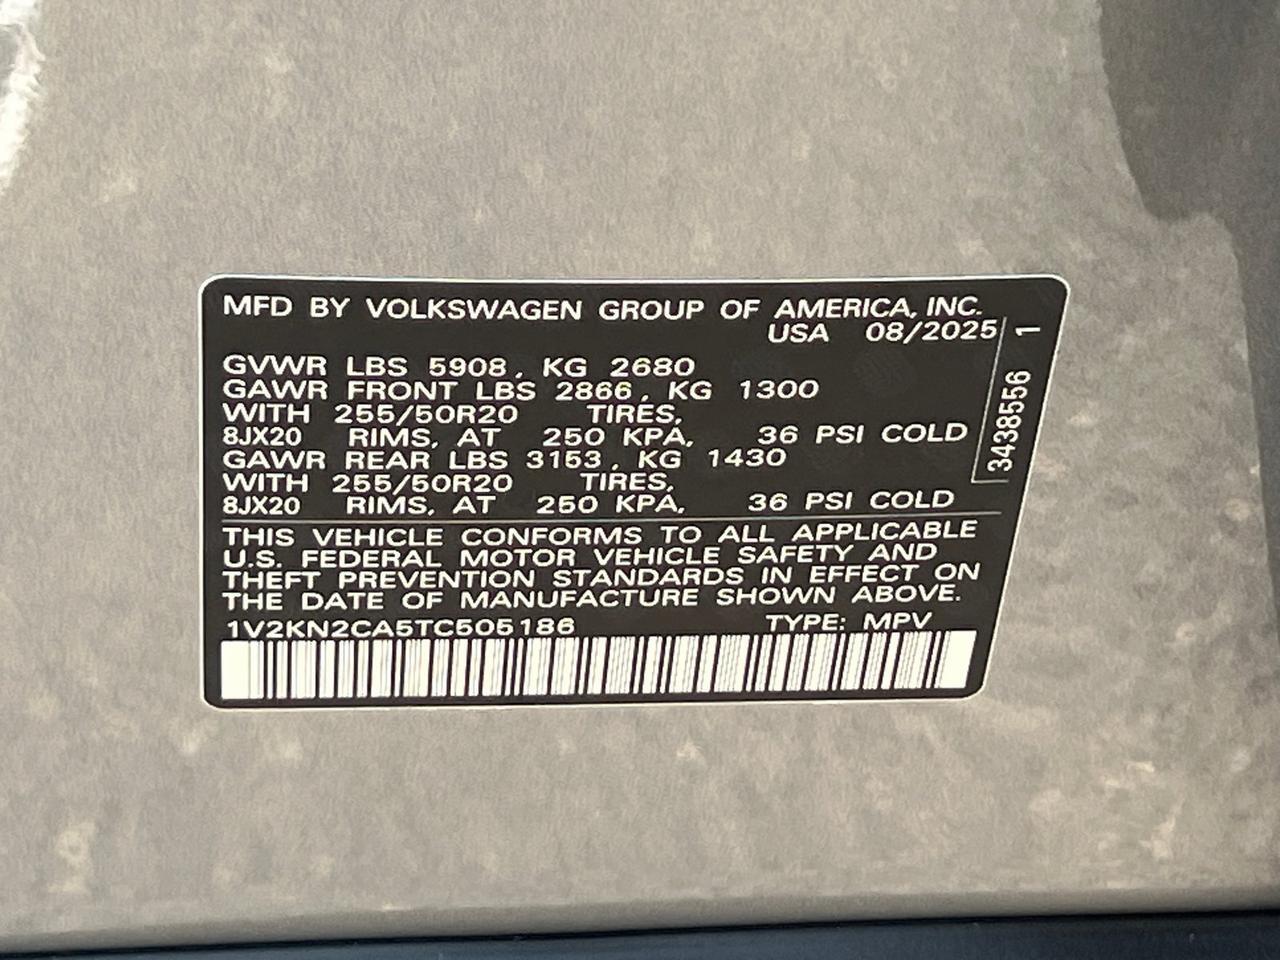 MFD BY VOLKSWAGEN GROUP OF AMERICA, INC.
USA 08/2025
GVWR LBS 5908, KG 2680
GAWR FRONT LBS 2866, KG 1300
WITH 255/50R20 TIRES,
8JX20 RIMS, AT 250 KPA, 36 PSI COLD
GAWR REAR LBS 3153, KG 1430
WITH 255/50R20 TIRES,
8JX20 RIMS, AT 250 KPA, 36 PSI COLD
THIS VEHICLE CONFORMS TO ALL APPLICABLE
U.S. FEDERAL MOTOR VEHICLE SAFETY AND
THEFT PREVENTION STANDARDS IN EFFECT ON
THE DATE OF MANUFACTURE SHOWN ABOVE.
1V2KN2CA5TC505186 TYPE: MPV
3438556 1